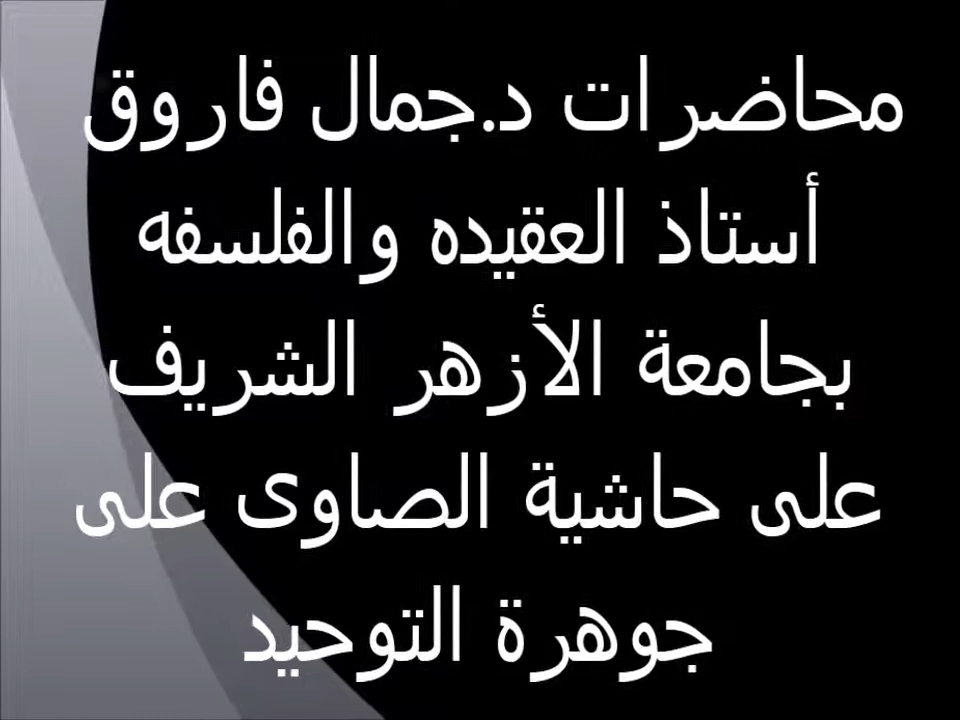 محاضرات د.جمال فاروق
أستاذ العقيده والفلسفه
بجامعة الأزهر الشريف
على حاشية الصاوى على
جوهرة التوحيد